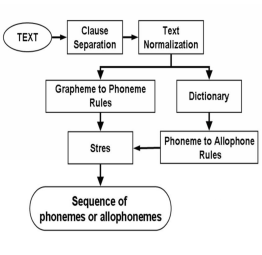 TEXT
Clause
Separation
Text
Normalization
Grapheme to Phoneme
Rules
Dictionary
Stres
Phoneme to Allophone
Rules
Sequence of
phonemes or allophonemes